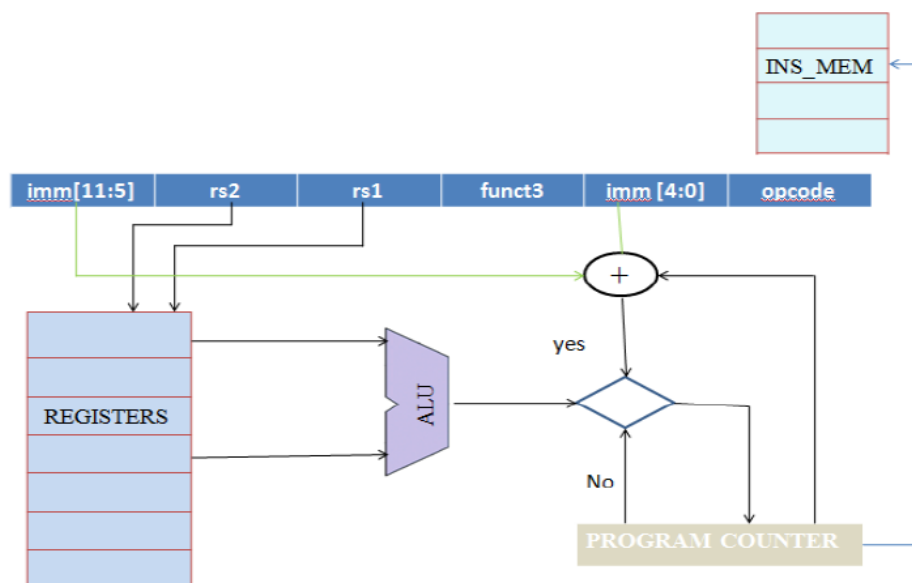 INS_MEM
imm[11:5] rs2 rs1 funct3 imm [4:0] opcode
+
yes
REGISTERS
ALU
No
PROGRAM COUNTER